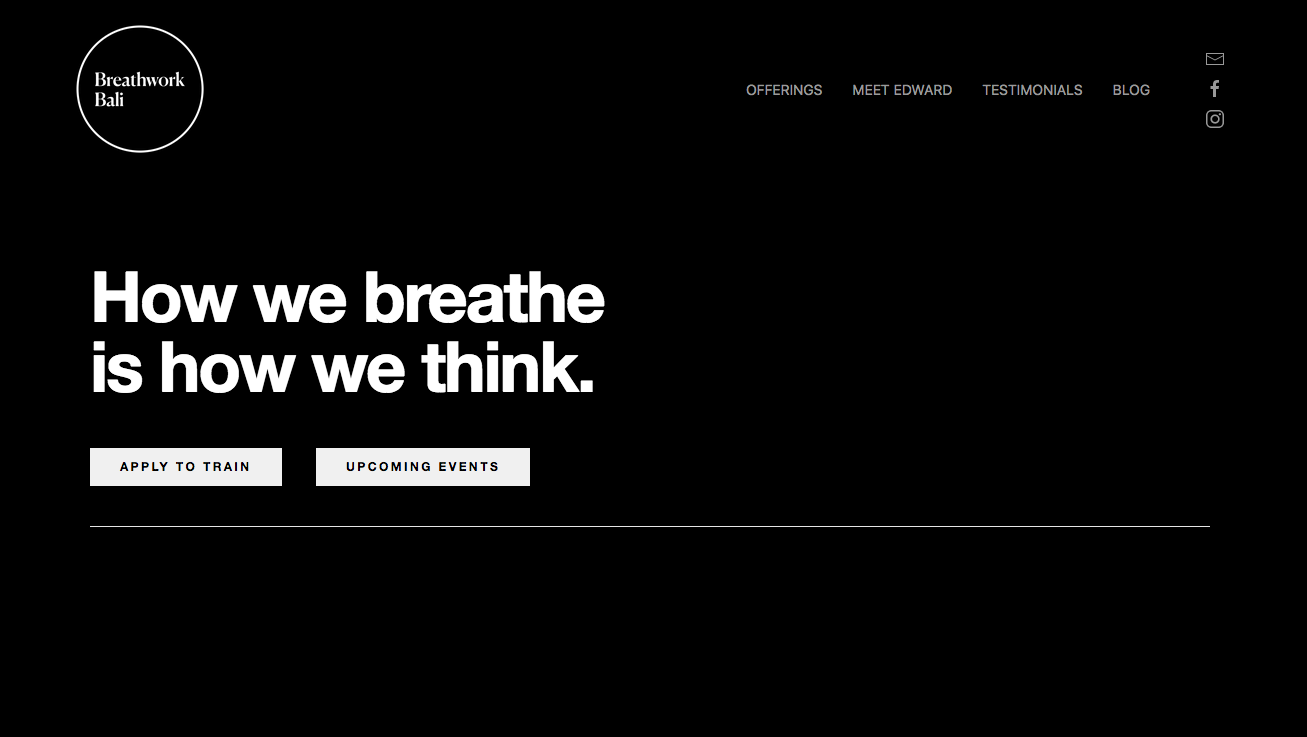 Breathwork
Bali
OFFERINGS MEET EDWARD TESTIMONIALS BLOG
How we breathe
is how we think.
APPLY TO TRAIN UPCOMING EVENTS